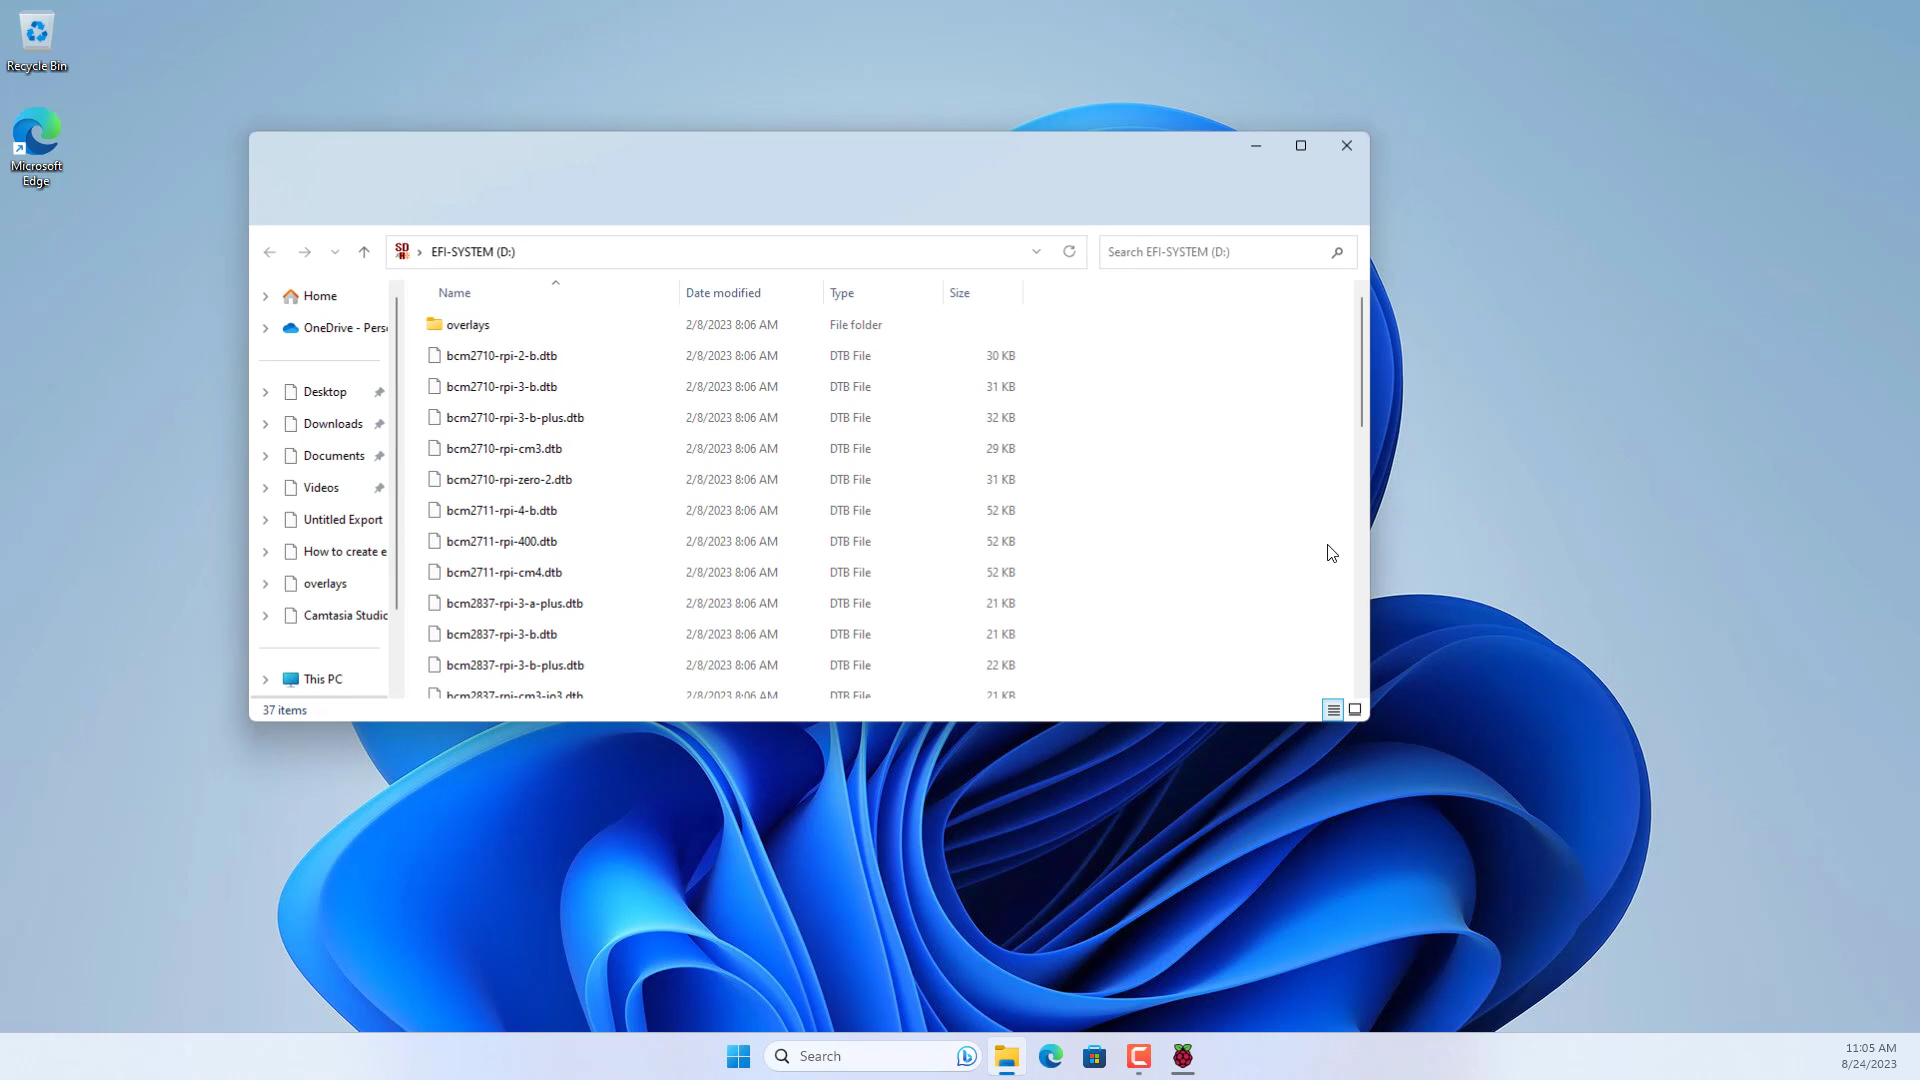 Recycle Bin
Microsoft
Edge
SD
EFI-SYSTEM (D:)
Search EFI-SYSTEM (D:)
Home
OneDrive - Perso
Desktop
Downloads
Documents
Videos
Untitled Export
How to create e
overlays
Camtasia Studio
This PC
Name Date modified Type Size
overlays 2/8/2023 8:06 AM File folder
bcm2710-rpi-2-b.dtb 2/8/2023 8:06 AM DTB File 30 KB
bcm2710-rpi-3-b.dtb 2/8/2023 8:06 AM DTB File 31 KB
bcm2710-rpi-3-b-plus.dtb 2/8/2023 8:06 AM DTB File 32 KB
bcm2710-rpi-cm3.dtb 2/8/2023 8:06 AM DTB File 29 KB
bcm2710-rpi-zero-2.dtb 2/8/2023 8:06 AM DTB File 31 KB
bcm2711-rpi-4-b.dtb 2/8/2023 8:06 AM DTB File 52 KB
bcm2711-rpi-400.dtb 2/8/2023 8:06 AM DTB File 52 KB
bcm2711-rpi-cm4.dtb 2/8/2023 8:06 AM DTB File 52 KB
bcm2837-rpi-3-a-plus.dtb 2/8/2023 8:06 AM DTB File 21 KB
bcm2837-rpi-3-b.dtb 2/8/2023 8:06 AM DTB File 21 KB
bcm2837-rpi-3-b-plus.dtb 2/8/2023 8:06 AM DTB File 22 KB
bcm2837-rpi-cm3-io3.dtb 2/8/2023 8:06 AM DTB File 21 KB
37 items
Search
11:05 AM
8/24/2023